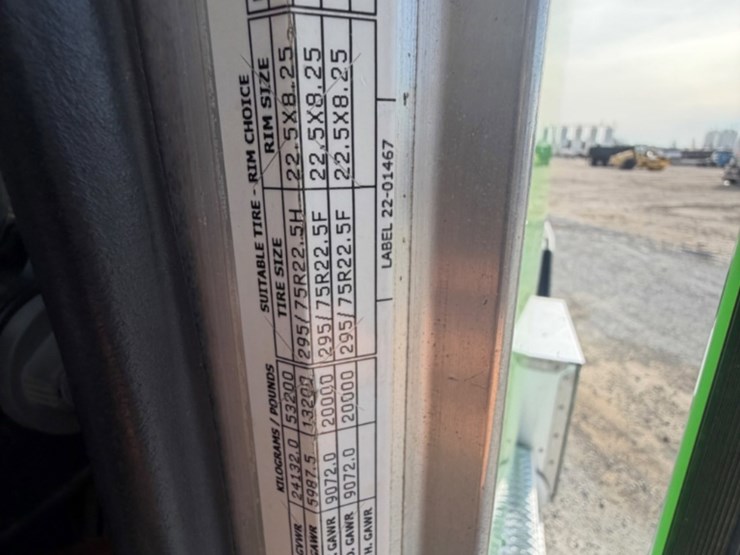 SUITABLE TIRE - RIM CHOICE
KILOGRAMS / POUNDS TIRE SIZE RIM SIZE
GVWR 24132.0 53200
GAWR 5987.5 13200 295/75R22.5H 22.5X8.25
. GAWR 9072.0 20000 295/75R22.5F 22.5X8.25
D. GAWR 9072.0 20000 295/75R22.5F 22.5X8.25
H. GAWR
LABEL 22-01467